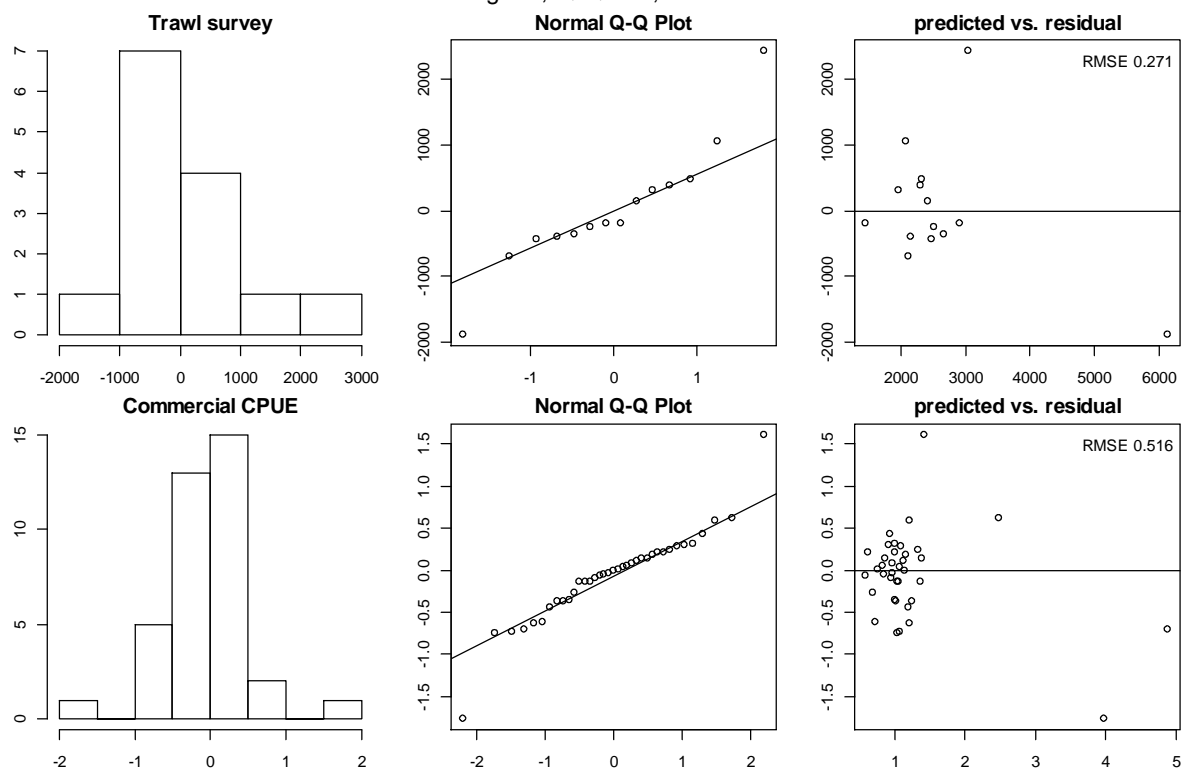 Trawl survey
Normal Q-Q Plot
predicted vs. residual
7
6
5
4
3
2
1
0
-2000 -1000 0 1000 2000 3000
2000
1000
0
-1000
-2000
-1 0 1
RMSE 0.271
2000
1000
0
-1000
-2000
2000 3000 4000 5000 6000
Commercial CPUE
Normal Q-Q Plot
predicted vs. residual
15
10
5
0
-2 -1 0 1 2
1.5
1.0
0.5
0.0
-0.5
-1.0
-1.5
-2 -1 0 1 2
RMSE 0.516
1.5
1.0
0.5
0.0
-0.5
-1.0
-1.5
1 2 3 4 5